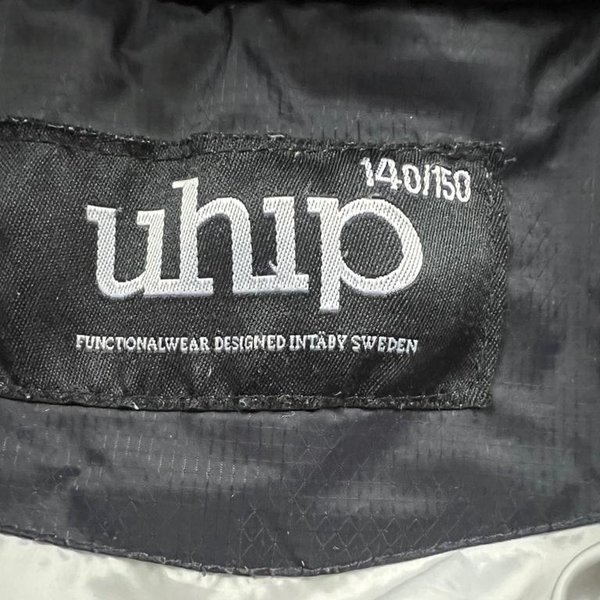 140/150
uhip
FUNCTIONALWEAR DESIGNED INTÄBY SWEDEN